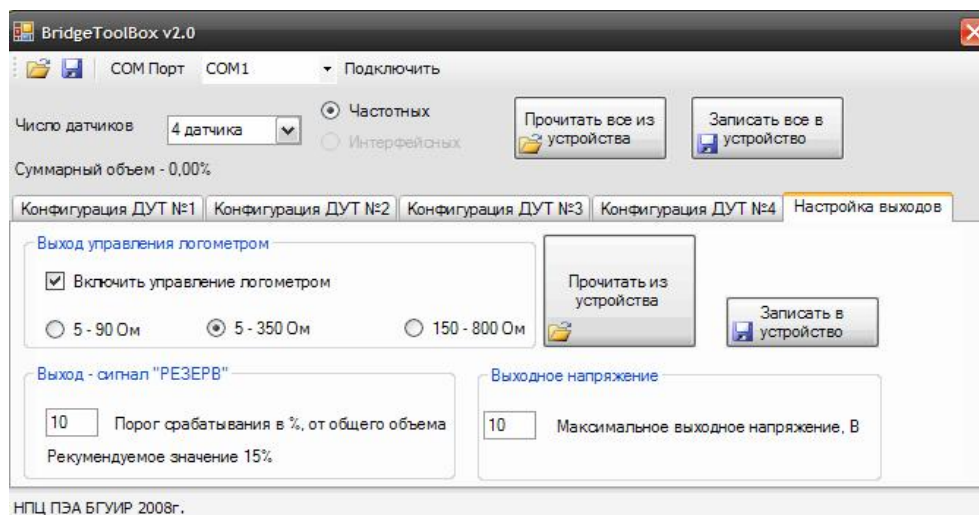 BridgeToolBox v2.0
COM Порт COM1 Подключить
Число датчиков 4 датчика
Частотных
Интерфейсных
Прочитать все из
устройства
Записать все в
устройство
Суммарный объем - 0,00%
Конфигурация ДУТ №1 Конфигурация ДУТ №2 Конфигурация ДУТ №3 Конфигурация ДУТ №4 Настройка выходов
Выход управления логометром
Включить управление логометром
5 - 90 Ом 5 - 350 Ом 150 - 800 Ом
Прочитать из
устройства
Записать в
устройство
Выход - сигнал "РЕЗЕРВ"
10 Порог срабатывания в %, от общего объема
Рекомендуемое значение 15%
Выходное напряжение
10 Максимальное выходное напряжение, В
НПЦ ПЭА БГУИР 2008г.